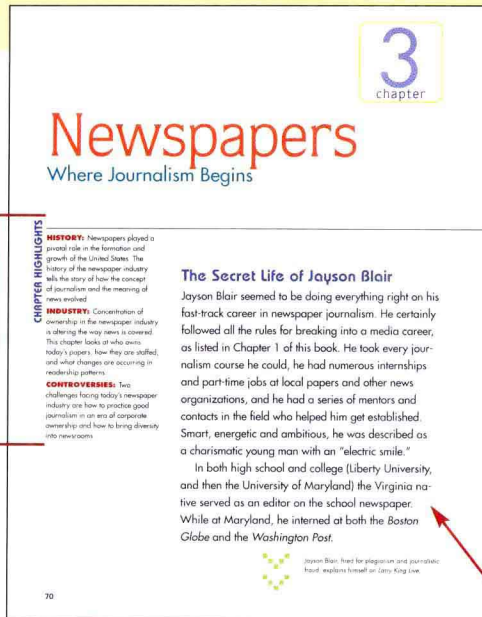 3
chapter
Newspapers
Where Journalism Begins
CHAPTER HIGHLIGHTS
HISTORY: Newspapers played a
pivotal role in the formation and
growth of the United States. The
history of the newspaper industry
tells the story of how the concept
of journalism and the meaning of
news evolved
INDUSTRY: Concentration of
ownership in the newspaper industry
is altering the way news is covered.
This chapter looks at who owns
today's papers, how they are staffed,
and what changes are occurring in
readership patterns.
CONTROVERSIES: Two
challenges facing today's newspaper
industry are how to practice good
journalism in an era of corporate
ownership and how to bring diversity
into newsrooms
The Secret Life of Jayson Blair
Jayson Blair seemed to be doing everything right on his
fast-track career in newspaper journalism. He certainly
followed all the rules for breaking into a media career,
as listed in Chapter 1 of this book. He took every jour-
nalism course he could, he had numerous internships
and part-time jobs at local papers and other news
organizations, and he had a series of mentors and
contacts in the field who helped him get established.
Smart, energetic and ambitious, he was described as
a charismatic young man with an "electric smile."
In both high school and college (Liberty University,
and then the University of Maryland) the Virginia na-
tive served as an editor on the school newspaper.
While at Maryland, he interned at both the Boston
Globe and the Washington Post.
Jayson Blair, fired for plagiarism and journalistic
fraud, explains himself on Larry King Live.
70